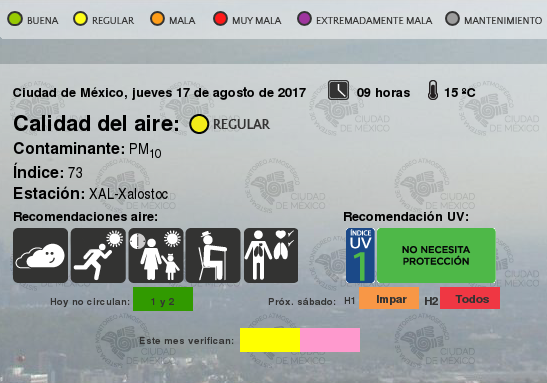 BUENA REGULAR MALA MUY MALA EXTREMADAMENTE MALA MANTENIMIENTO
Ciudad de México, jueves 17 de agosto de 2017 09 horas 15 ºC
Calidad del aire: REGULAR
Contaminante: PM10
Índice: 73
Estación: XAL-Xalostoc
Recomendaciones aire: Recomendación UV:
ÍNDICE UV 1 NO NECESITA PROTECCIÓN
Hoy no circulan: 1 y 2 Próx. sábado: H1 Impar H2 Todos
Este mes verifican: